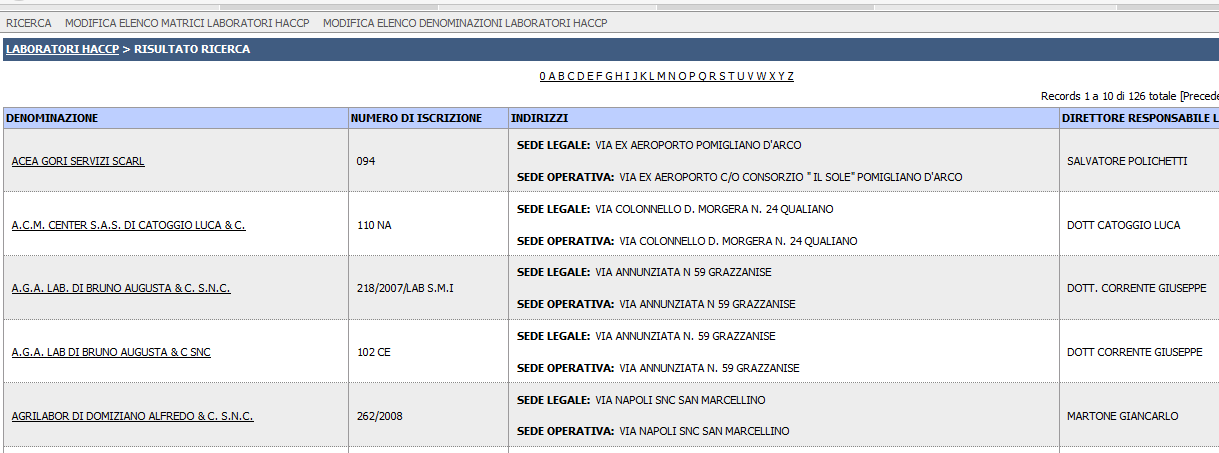 RICERCA MODIFICA ELENCO MATRICI LABORATORI HACCP MODIFICA ELENCO DENOMINAZIONI LABORATORI HACCP
LABORATORI HACCP > RISULTATO RICERCA
0 A B C D E F G H I J K L M N O P Q R S T U V W X Y Z
Records 1 a 10 di 126 totale [Precede
DENOMINAZIONE NUMERO DI ISCRIZIONE INDIRIZZI DIRETTORE RESPONSABILE L
SEDE LEGALE: VIA EX AEROPORTO POMIGLIANO D'ARCO
ACEA GORI SERVIZI SCARL 094 SALVATORE POLICHETTI
SEDE OPERATIVA: VIA EX AEROPORTO C/O CONSORZIO " IL SOLE" POMIGLIANO D'ARCO
SEDE LEGALE: VIA COLONNELLO D. MORGERA N. 24 QUALIANO
A.C.M. CENTER S.A.S. DI CATOGGIO LUCA & C. 110 NA DOTT CATOGGIO LUCA
SEDE OPERATIVA: VIA COLONNELLO D. MORGERA N. 24 QUALIANO
SEDE LEGALE: VIA ANNUNZIATA N 59 GRAZZANISE
A.G.A. LAB. DI BRUNO AUGUSTA & C. S.N.C. 218/2007/LAB S.M.I DOTT. CORRENTE GIUSEPPE
SEDE OPERATIVA: VIA ANNUNZIATA N 59 GRAZZANISE
SEDE LEGALE: VIA ANNUNZIATA N. 59 GRAZZANISE
A.G.A. LAB DI BRUNO AUGUSTA & C SNC 102 CE DOTT CORRENTE GIUSEPPE
SEDE OPERATIVA: VIA ANNUNZIATA N. 59 GRAZZANISE
SEDE LEGALE: VIA NAPOLI SNC SAN MARCELLINO
AGRILABOR DI DOMIZIANO ALFREDO & C. S.N.C. 262/2008 MARTONE GIANCARLO
SEDE OPERATIVA: VIA NAPOLI SNC SAN MARCELLINO